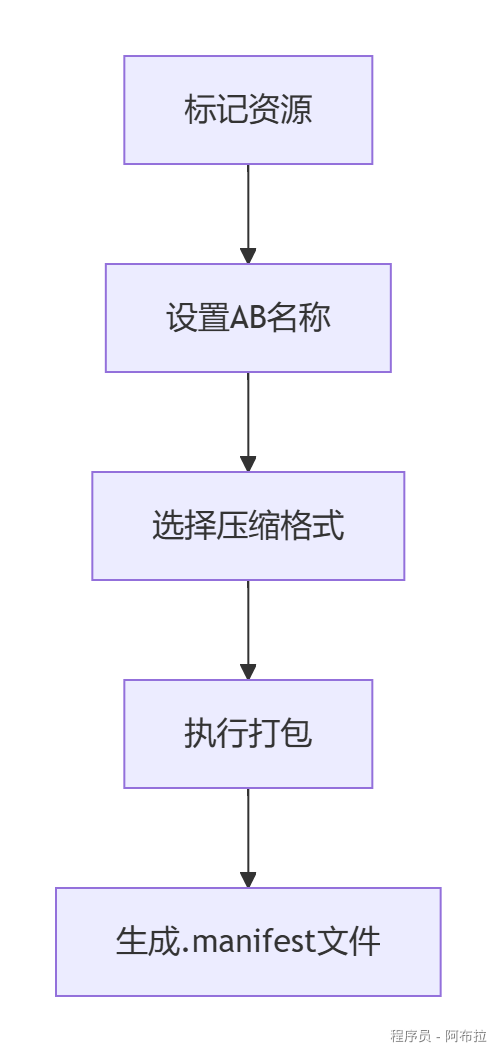 标记资源
设置AB名称
选择压缩格式
执行打包
生成.manifest文件
程序员 - 阿布拉